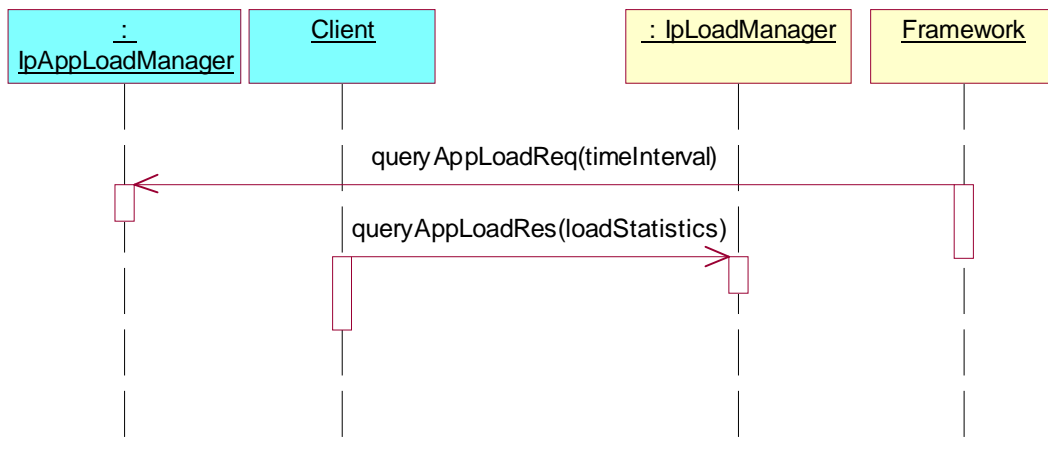 :
IpAppLoadManager
Client
: IpLoadManager
Framework
queryAppLoadReq(timeInterval)
queryAppLoadRes(loadStatistics)